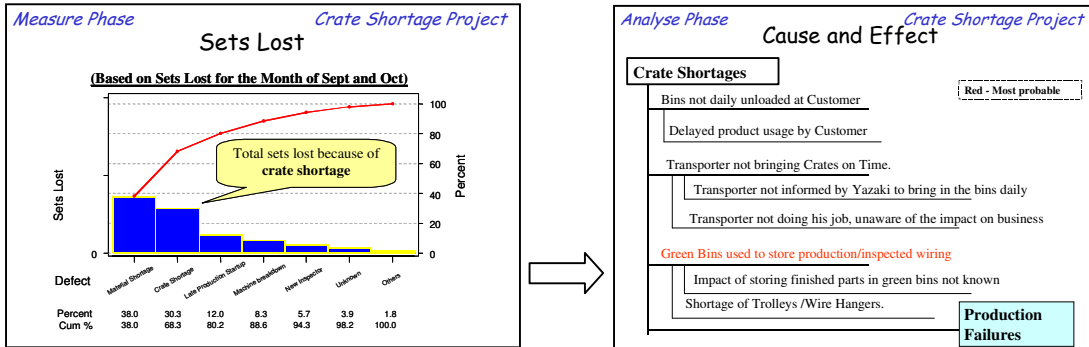 Measure Phase
Crate Shortage Project
Sets Lost
(Based on Sets Lost for the Month of Sept and Oct)
100
80
60
40
20
0
0
Sets Lost
Percent
Total sets lost because of
crate shortage
Defect
Material Shortage
Crate Shortage
Late Production Startup
Machine breakdown
New Inspector
Unknown
Others
Percent 38.0 30.3 12.0 8.3 5.7 3.9 1.8
Cum % 38.0 68.3 80.2 88.6 94.3 98.2 100.0
Analyse Phase
Crate Shortage Project
Cause and Effect
Crate Shortages
Red - Most probable
Bins not daily unloaded at Customer
Delayed product usage by Customer
Transporter not bringing Crates on Time.
Transporter not informed by Yazaki to bring in the bins daily
Transporter not doing his job, unaware of the impact on business
Green Bins used to store production/inspected wiring
Impact of storing finished parts in green bins not known
Shortage of Trolleys /Wire Hangers.
Production
Failures